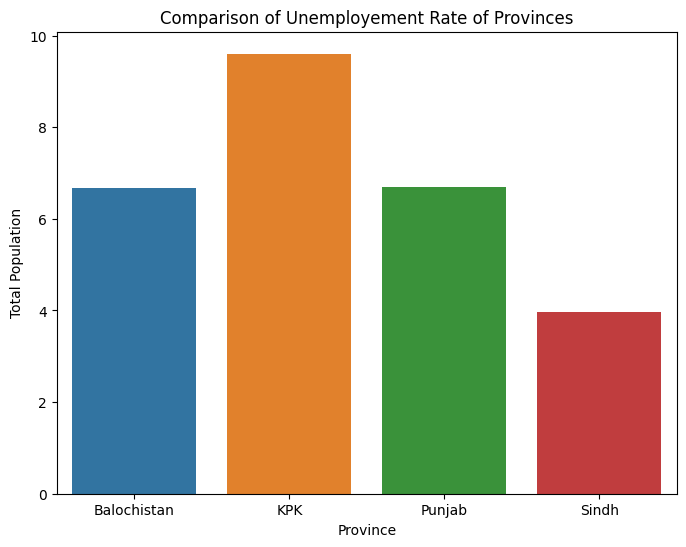 Comparison of Unemployement Rate of Provinces
Total Population
10
8
6
4
2
0
Balochistan KPK Punjab Sindh
Province